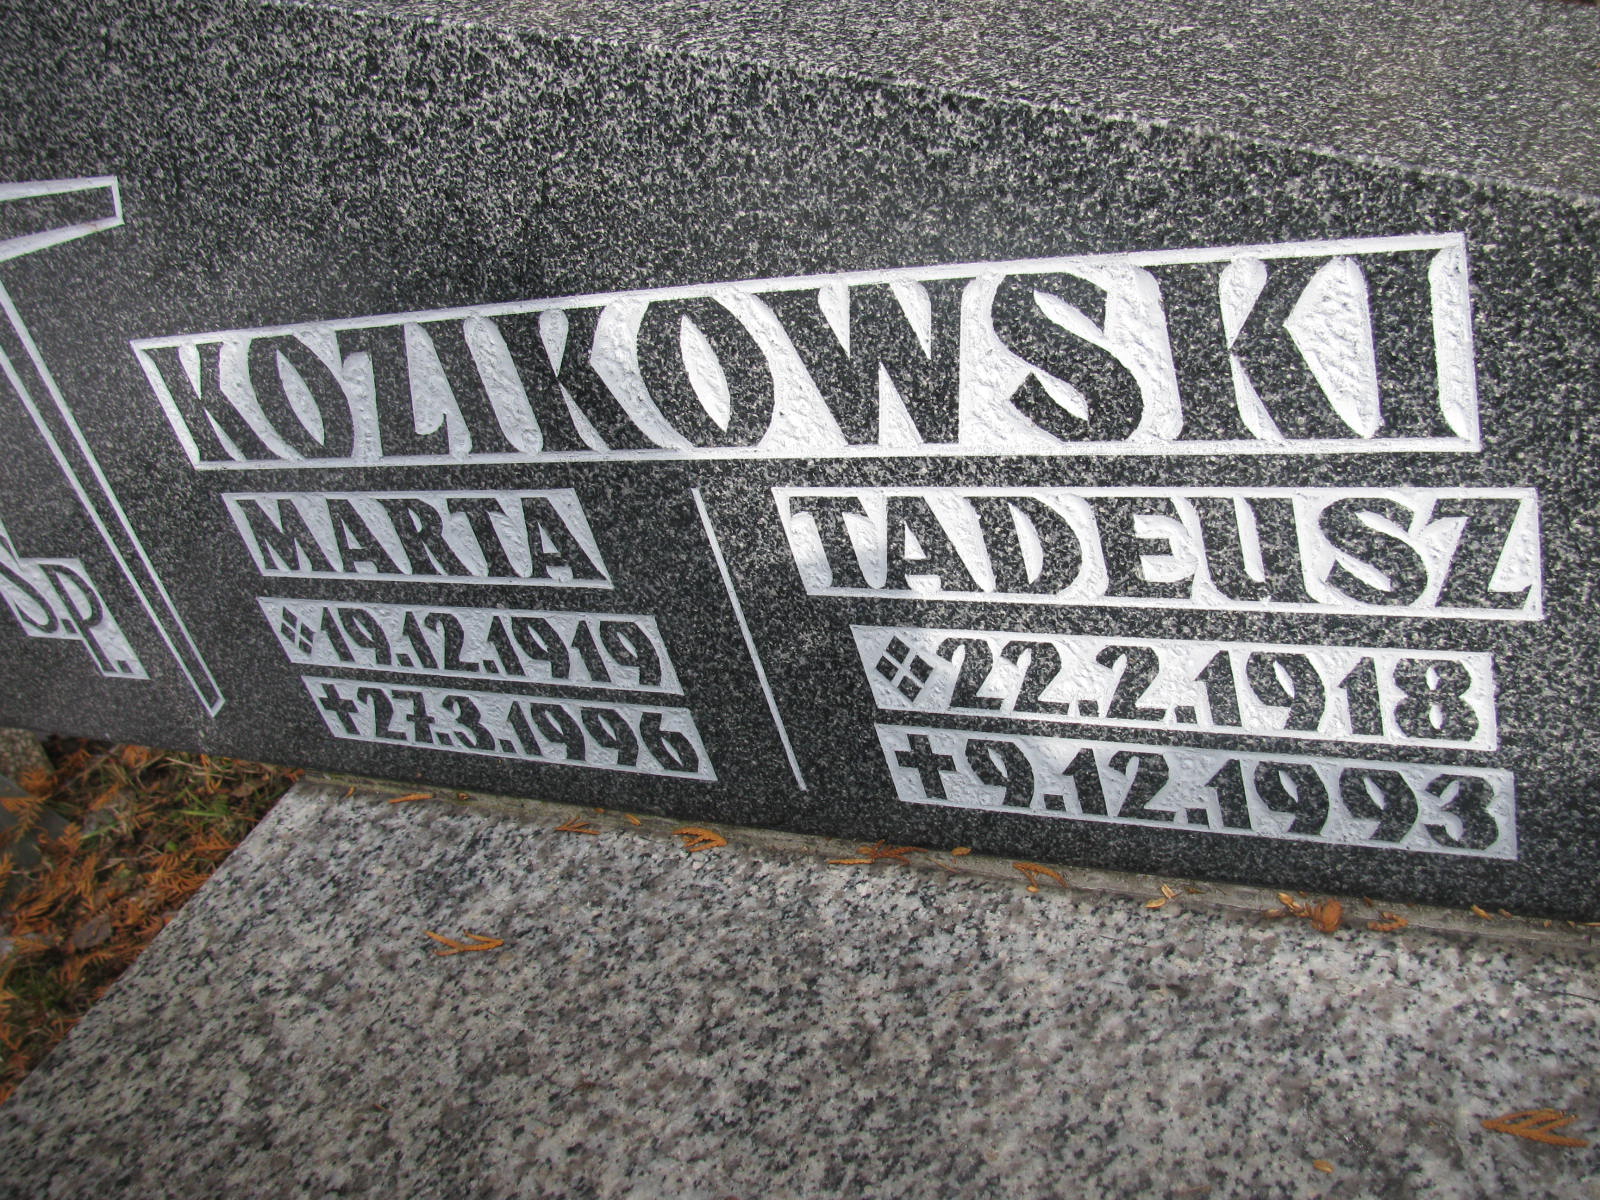 KOZIKOWSKI
MARTA
19.12.1919
✝27.3.1996
TADEUSZ
22.2.1918
✝9.12.1993
Ś.p.